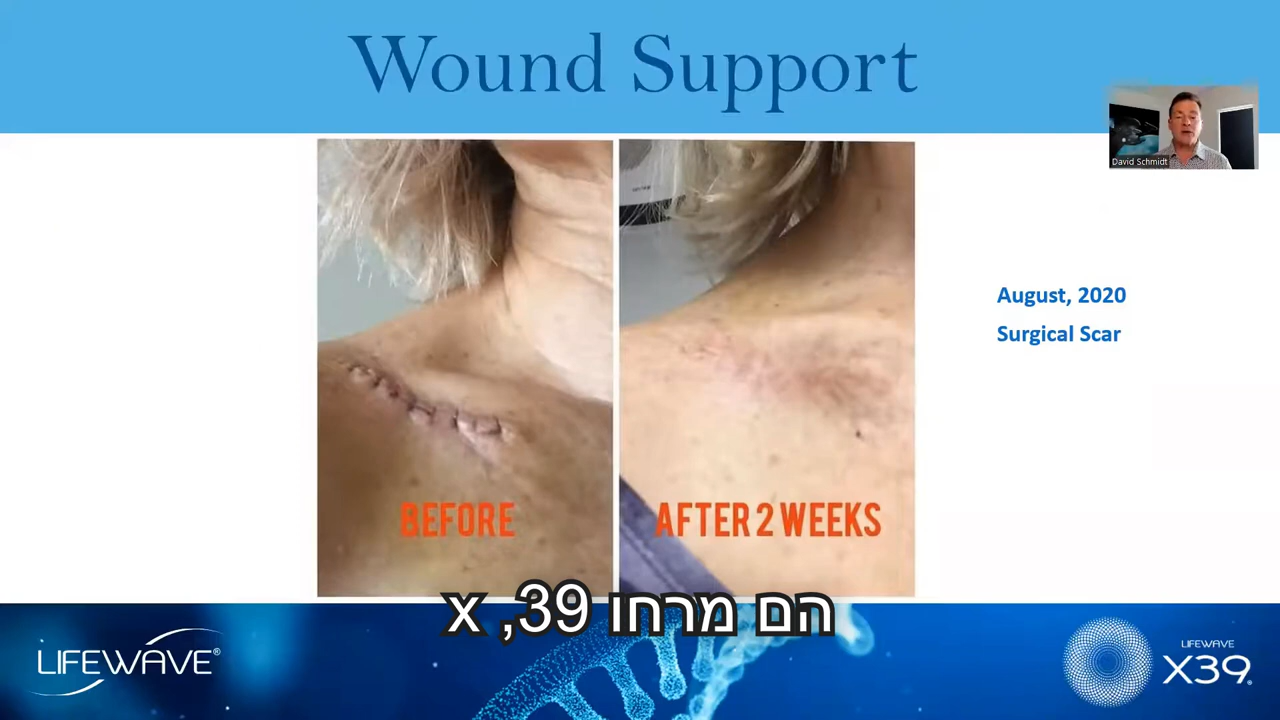 Wound Support
David Schmidt
August, 2020
Surgical Scar
BEFORE
AFTER 2 WEEKS
הם מרחו x ,39
LIFEWAVE®
LIFEWAVE
X39®